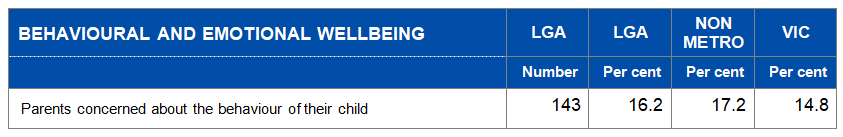 BEHAVIOURAL AND EMOTIONAL WELLBEING LGA LGA NON METRO VIC
Number Per cent Per cent Per cent
Parents concerned about the behaviour of their child 143 16.2 17.2 14.8